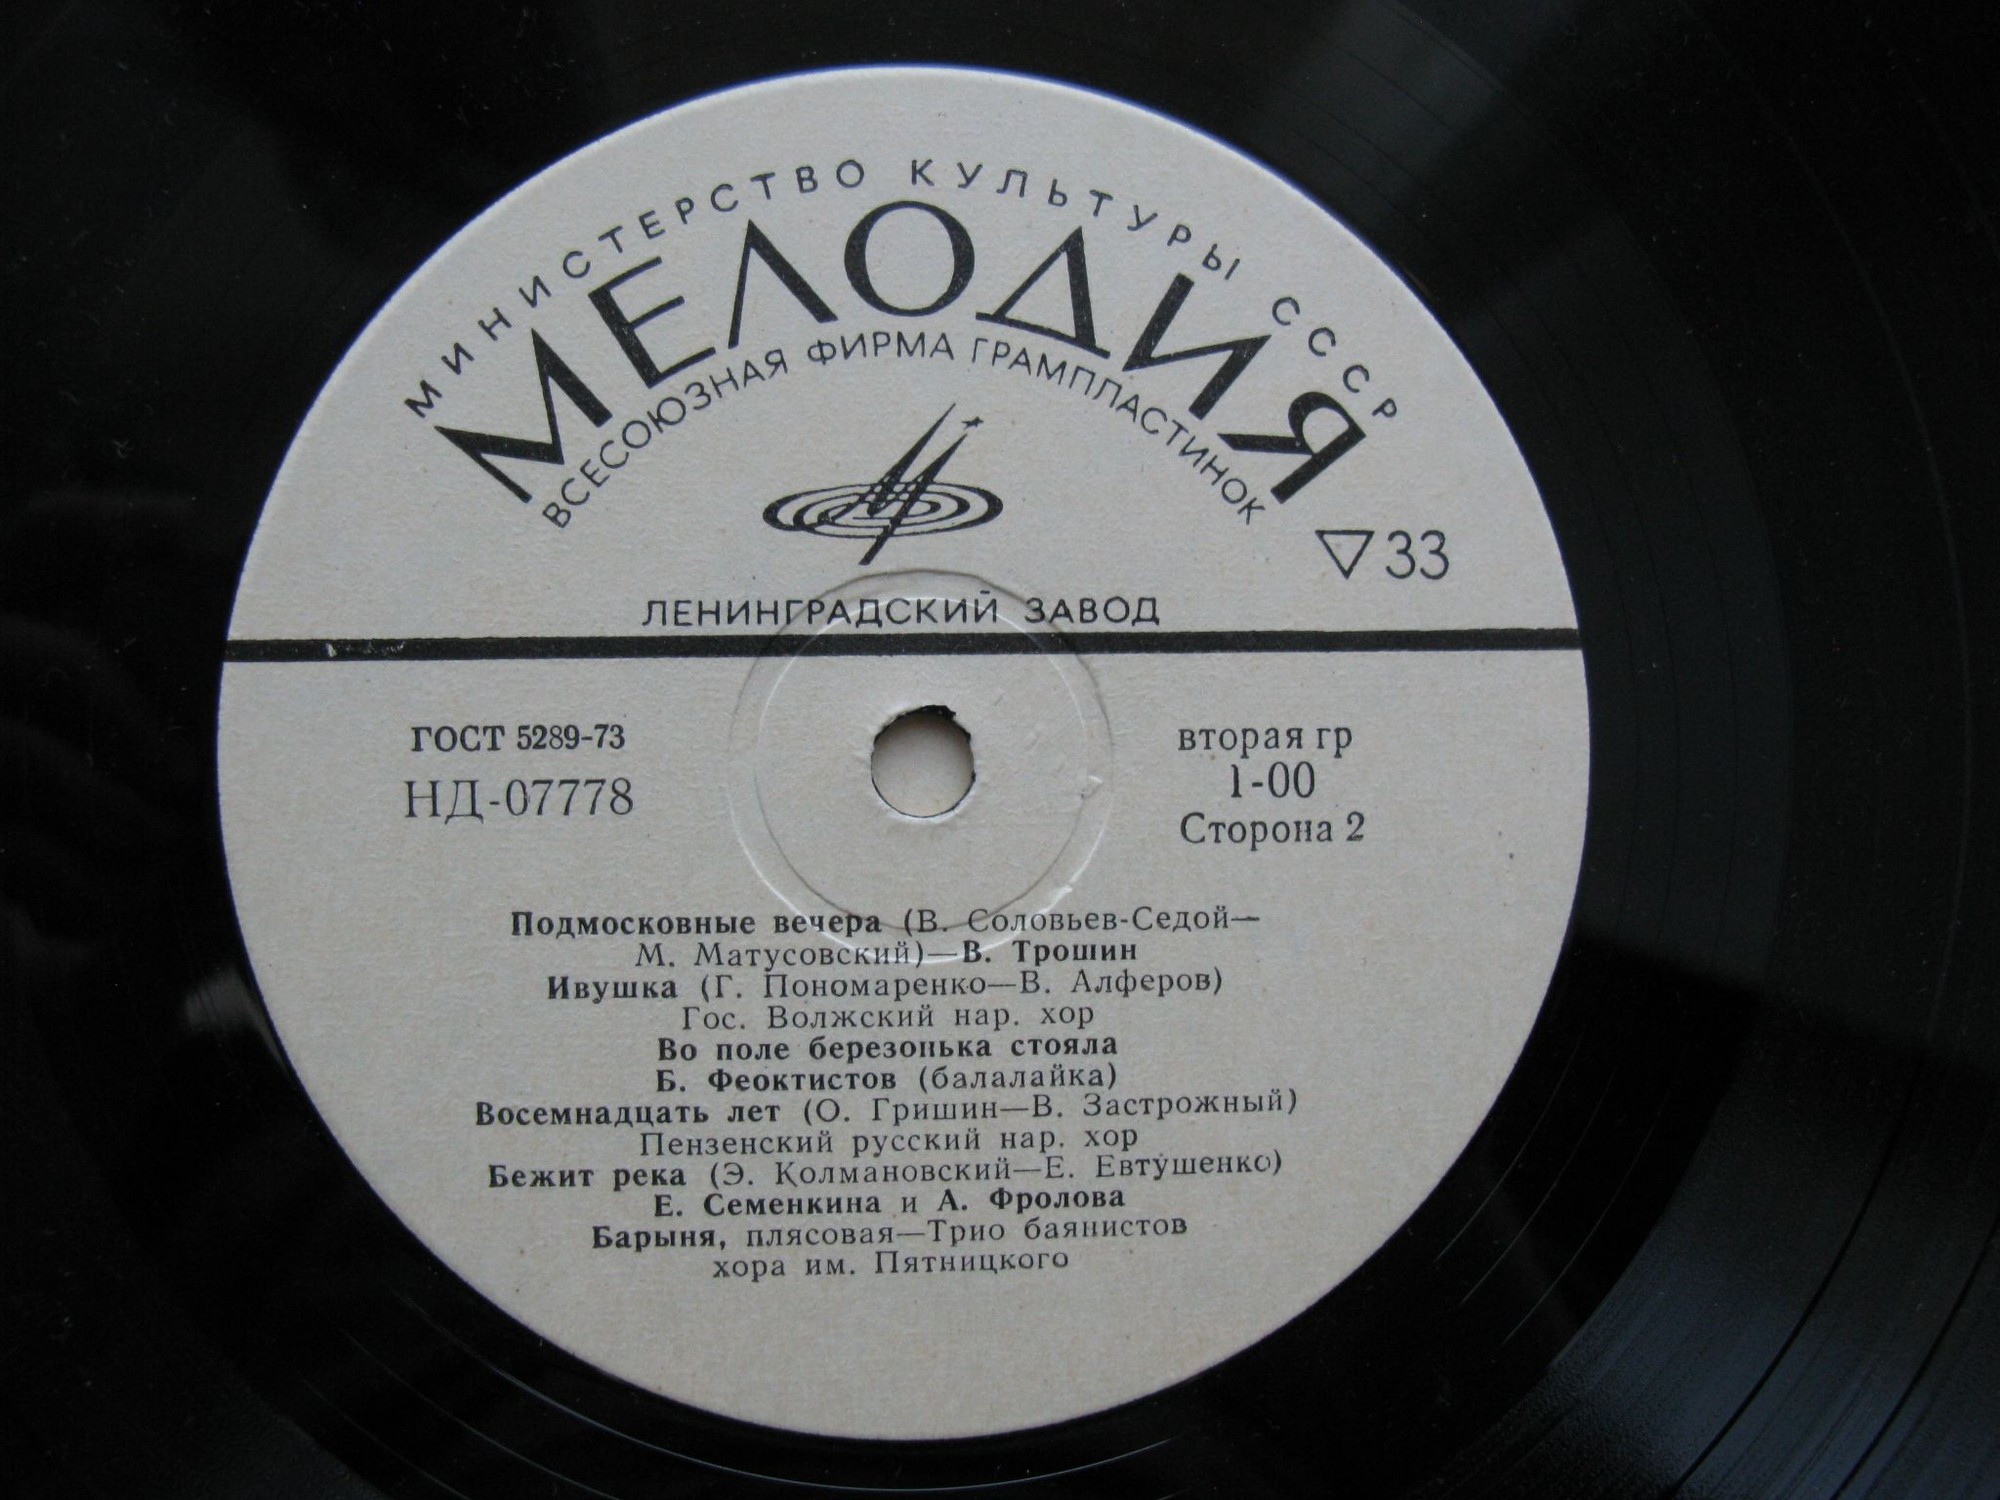 МИНИСТЕРСТВО КУЛЬТУРЫ СССР
МЕЛОДИЯ
ВСЕСОЮЗНАЯ ФИРМА ГРАМПЛАСТИНОК
33
ЛЕНИНГРАДСКИЙ ЗАВОД
ГОСТ 5289-73
НД-07778
вторая гр
1-00
Сторона 2
Подмосковные вечера (В. Соловьев-Седой—
М. Матусовский)—В. Трошин
Ивушка (Г. Пономаренко—В. Алферов)
Гос. Волжский нар. хор
Во поле березонька стояла
Б. Феоктистов (балалайка)
Восемнадцать лет (О. Гришин—В. Застрожный)
Пензенский русский нар. хор
Бежит река (Э. Колмановский—Е. Евтушенко)
Е. Семенкина и А. Фролова
Барыня, плясовая—Трио баянистов
хора им. Пятницкого